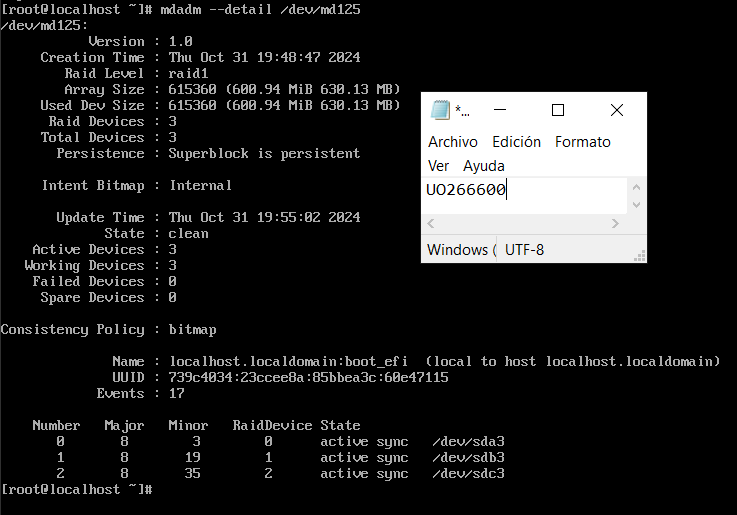 [root@localhost ~]# mdadm --detail /dev/md125
/dev/md125:
Version : 1.0
Creation Time : Thu Oct 31 19:48:47 2024
Raid Level : raid1
Array Size : 615360 (600.94 MiB 630.13 MB)
Used Dev Size : 615360 (600.94 MiB 630.13 MB)
Raid Devices : 3
Total Devices : 3
Persistence : Superblock is persistent
Intent Bitmap : Internal
Update Time : Thu Oct 31 19:55:02 2024
State : clean
Active Devices : 3
Working Devices : 3
Failed Devices : 0
Spare Devices : 0
Consistency Policy : bitmap
Name : localhost.localdomain:boot_efi  (local to host localhost.localdomain)
UUID : 739c4034:23ccee8a:85bbea3c:60e47115
Events : 17
Number   Major   Minor   RaidDevice State
0       8        3        0      active sync   /dev/sda3
1       8       19        1      active sync   /dev/sdb3
2       8       35        2      active sync   /dev/sdc3
[root@localhost ~]#
*...
Archivo Edición Formato
Ver Ayuda
UO266600
Windows ( UTF-8